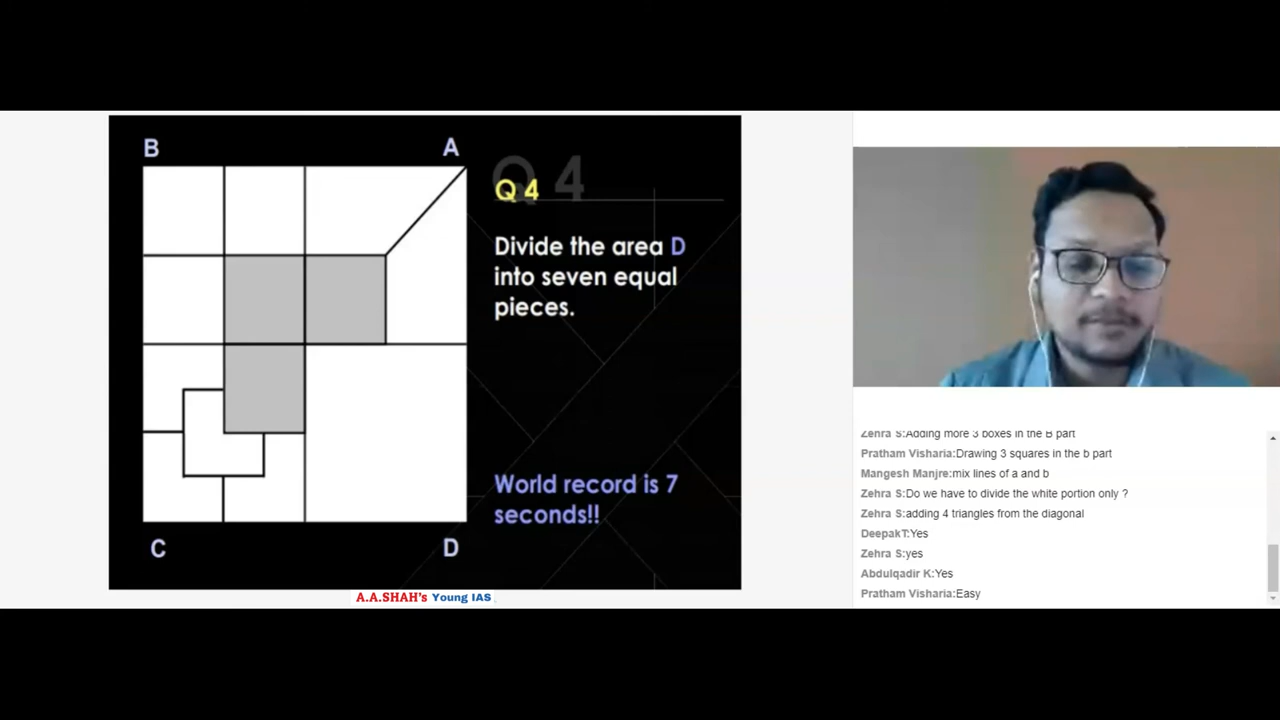 B
A
Q 4
Q 4
Divide the area D
into seven equal
pieces.
World record is 7
seconds!!
C
D
A.A.SHAH's Young IAS
Zehra S:Adding more 3 boxes in the B part
Pratham Visharia:Drawing 3 squares in the b part
Mangesh Manjre:mix lines of a and b
Zehra S:Do we have to divide the white portion only ?
Zehra S:adding 4 triangles from the diagonal
DeepakT:Yes
Zehra S:yes
Abdulqadir K:Yes
Pratham Visharia:Easy